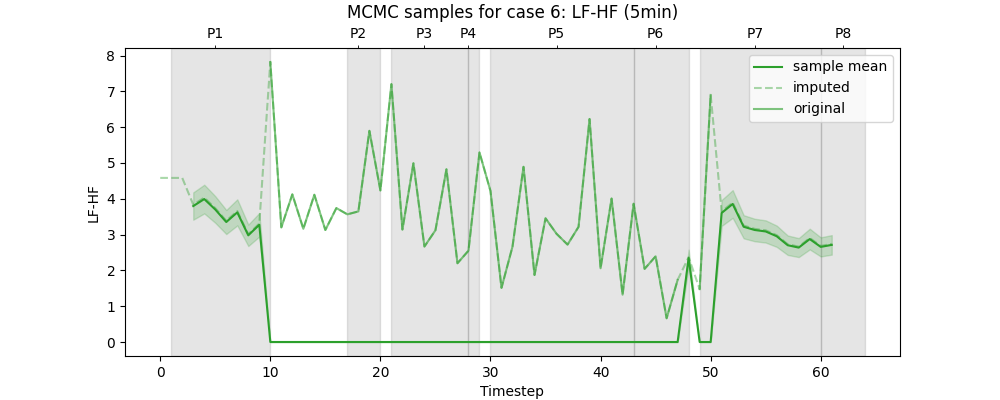 MCMC samples for case 6: LF-HF (5min)
P1 P2 P3 P4 P5 P6 P7 P8
8
7
6
5
4
3
2
1
0
LF-HF
sample mean
imputed
original
0 10 20 30 40 50 60
Timestep